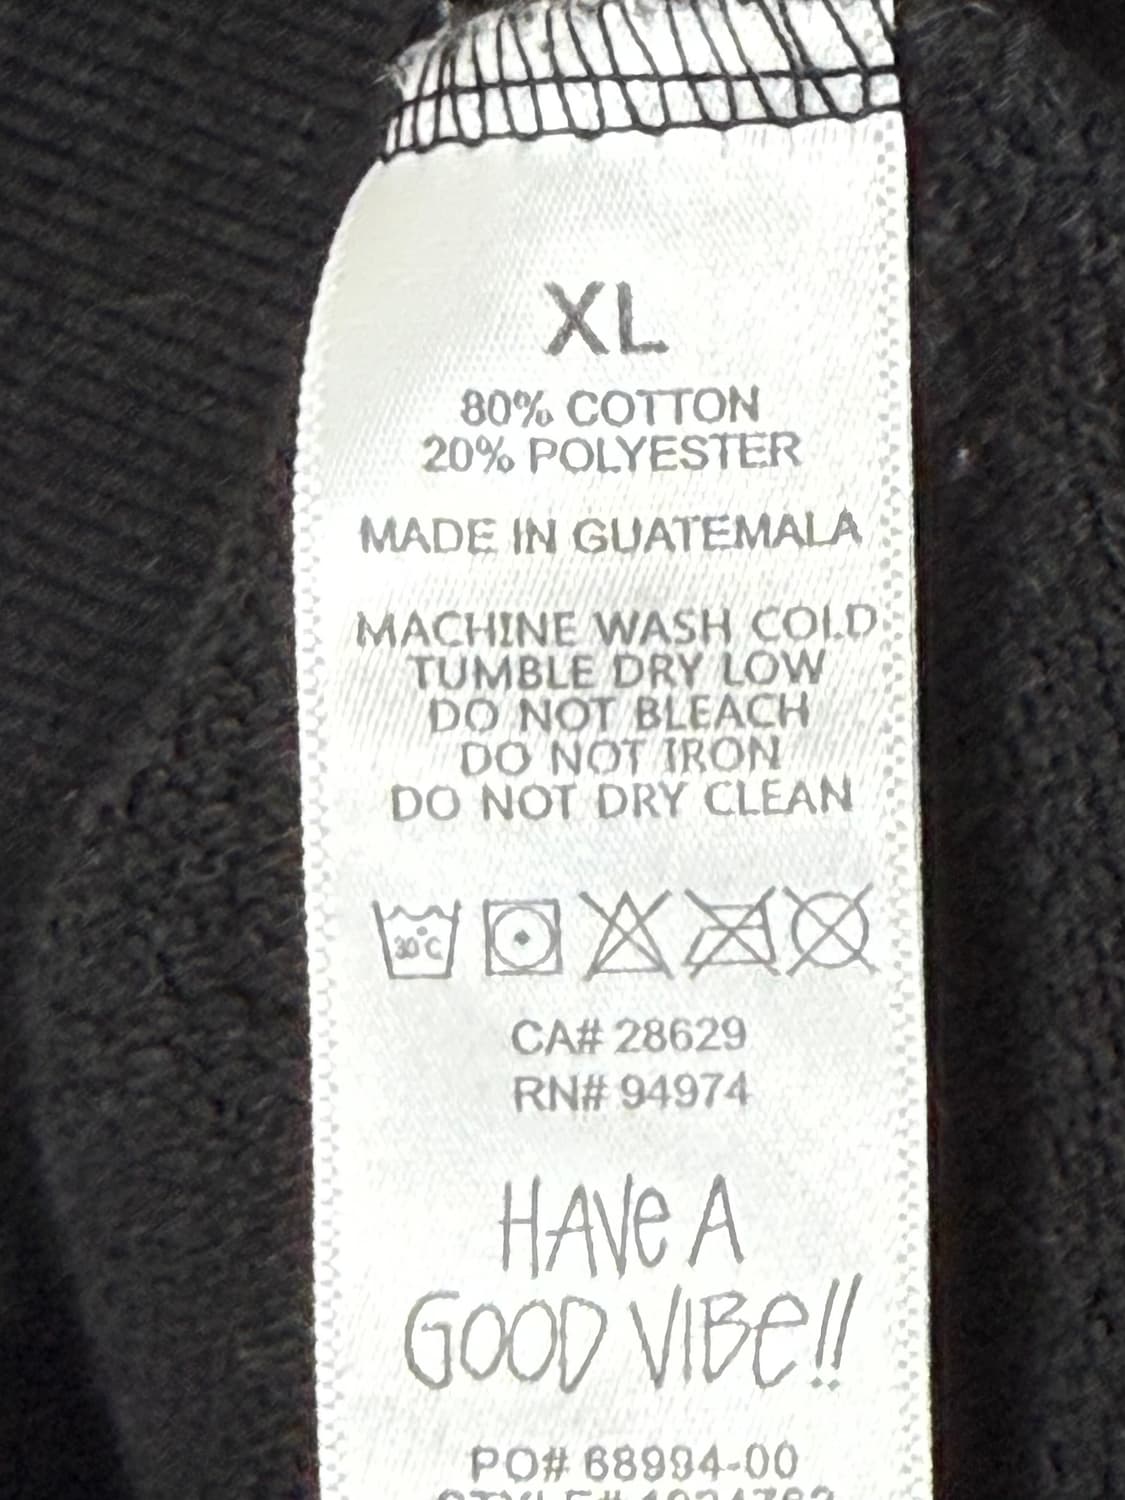 XL
80% COTTON
20% POLYESTER
MADE IN GUATEMALA
MACHINE WASH COLD
TUMBLE DRY LOW
DO NOT BLEACH
DO NOT IRON
DO NOT DRY CLEAN
30°C
CA# 28629
RN# 94974
HAVe A
GOOD VIBe!!
PO# 68994-00
STYLE#